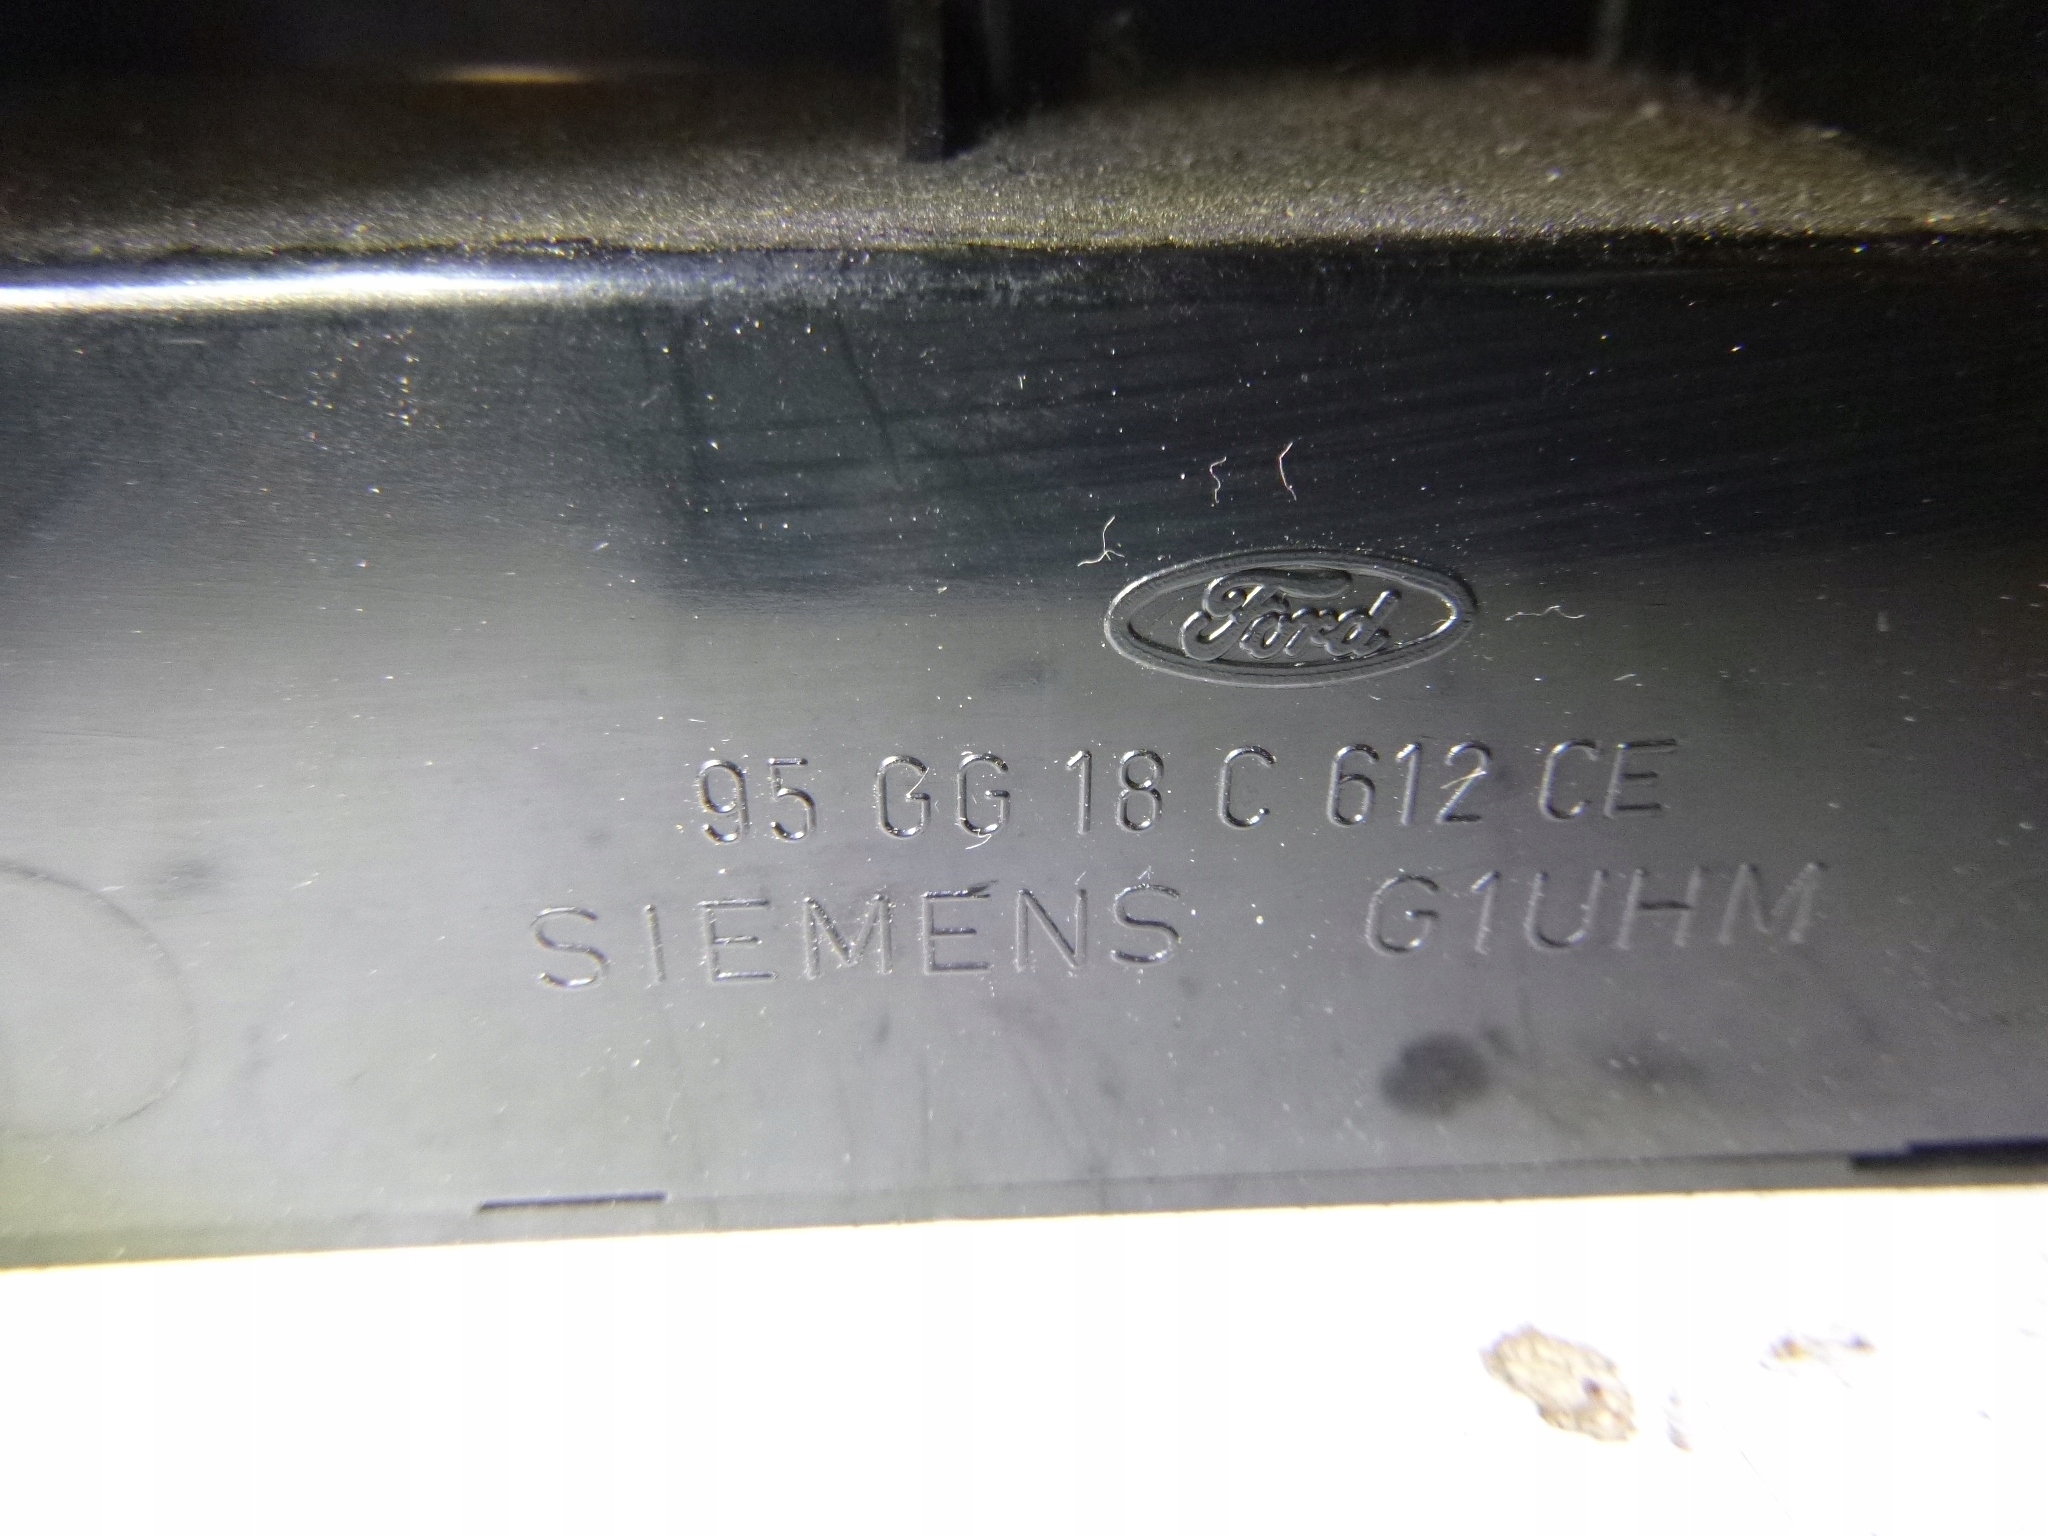 Ford
95 GG 18 C 612 CE
SIEMENS G1UHM